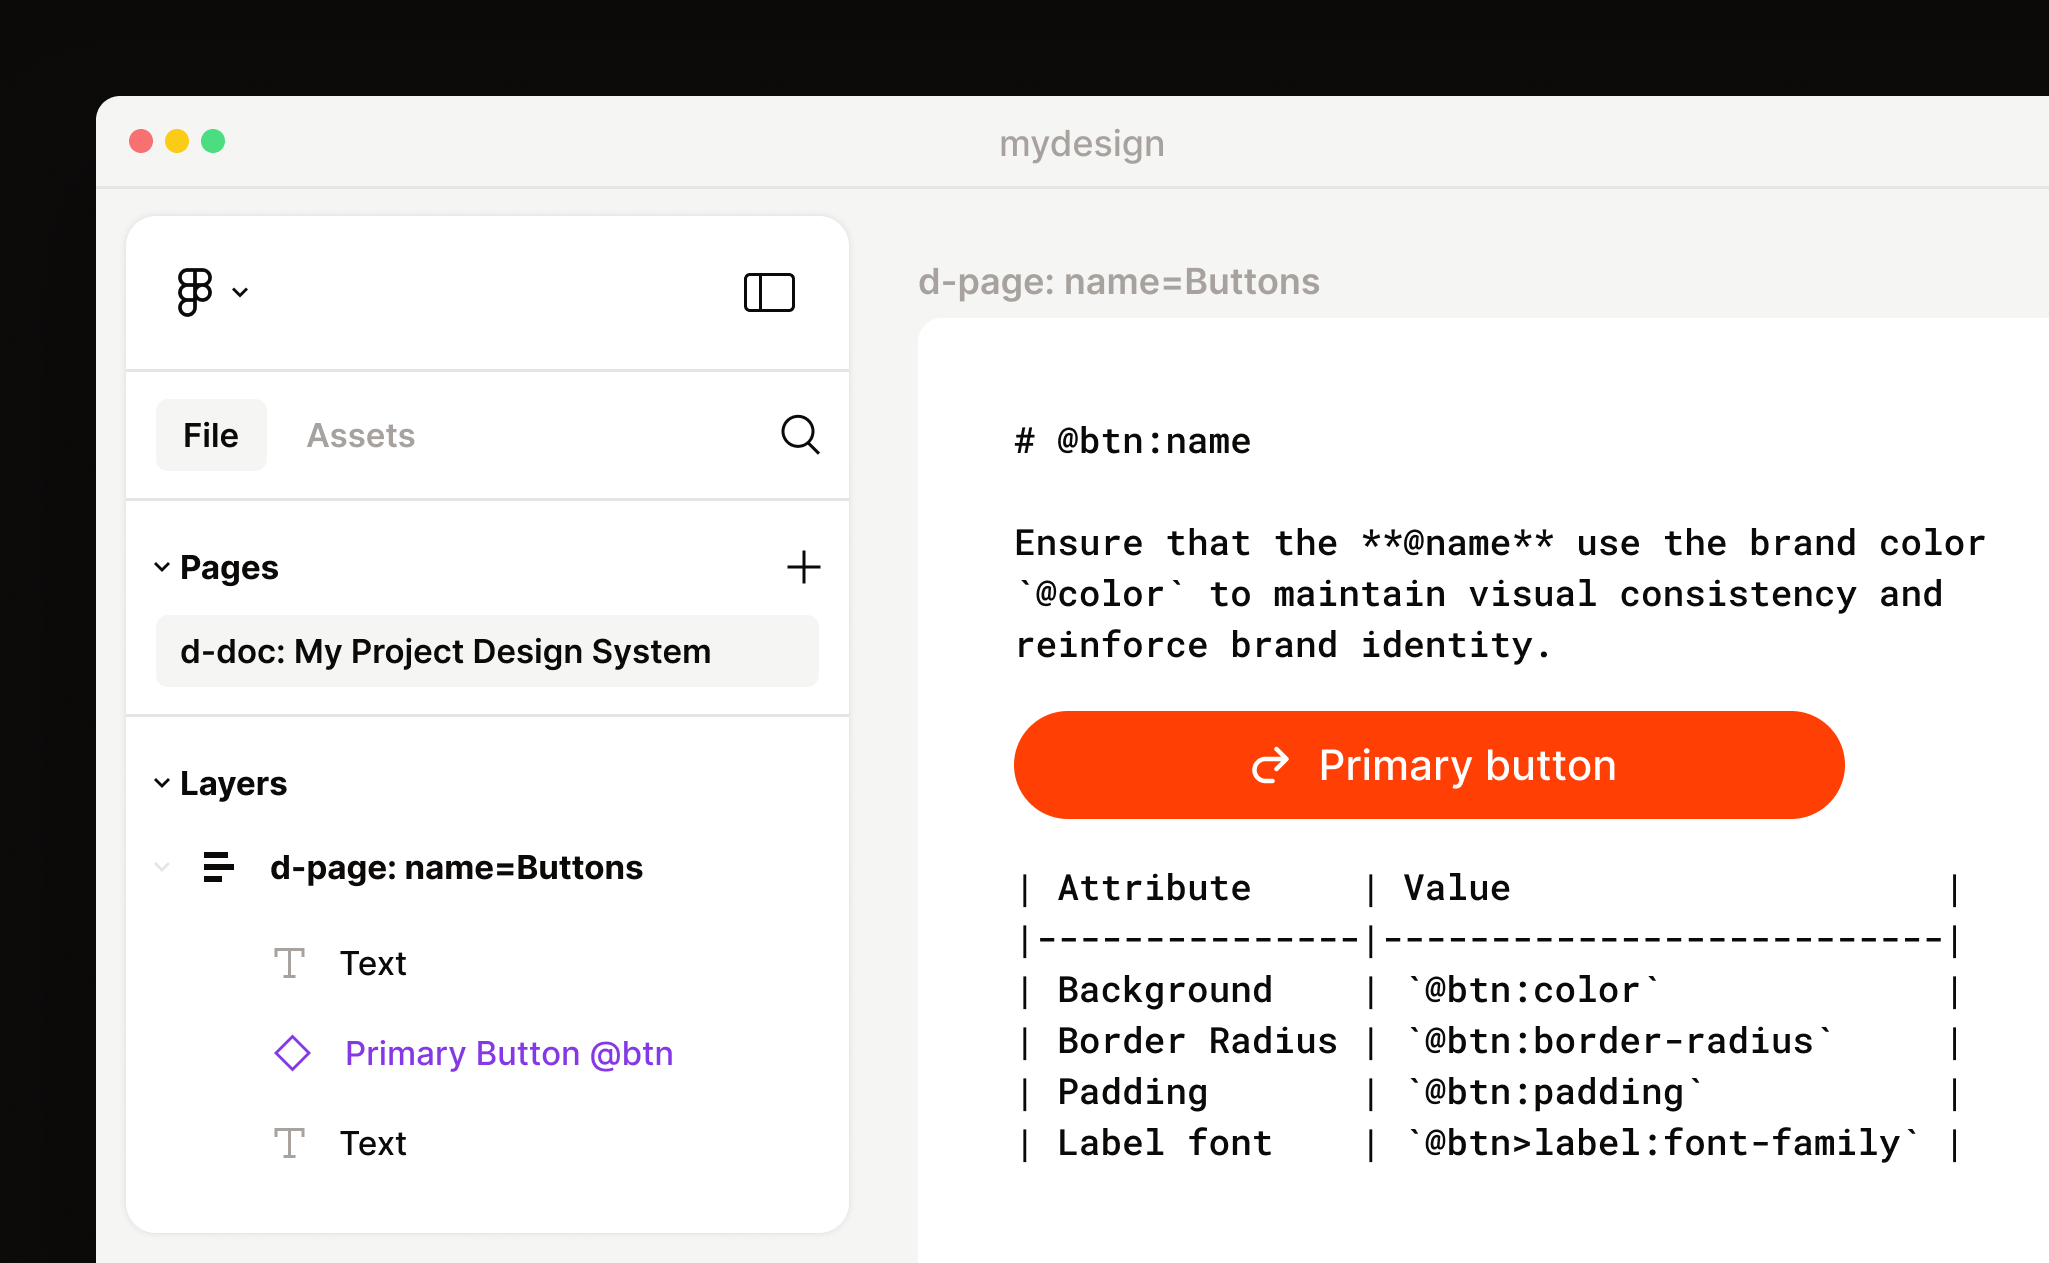 mydesign
File
Assets
Pages
d-doc: My Project Design System
Layers
d-page: name=Buttons
Text
Primary Button @btn
Text
d-page: name=Buttons
# @btn:name
Ensure that the **@name** use the brand color
`@color` to maintain visual consistency and
reinforce brand identity.
Primary button
| Attribute     | Value                    |
|---------------|--------------------------|
| Background    | `@btn:color`             |
| Border Radius | `@btn:border-radius`     |
| Padding       | `@btn:padding`           |
| Label font    | `@btn>label:font-family` |